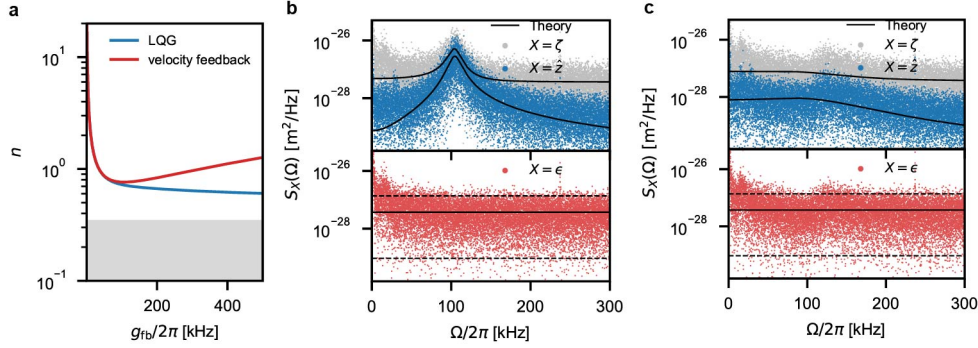 a
b
c
10¹
10⁰
10⁻¹
n
LQG
velocity feedback
200
400
g_fb/2π [kHz]
10⁻²⁶
10⁻²⁸
10⁻²⁶
10⁻²⁸
S_X(Ω) [m²/Hz]
Theory
X = ζ
X = ẑ
X = ϵ
0
100
200
300
Ω/2π [kHz]
10⁻²⁶
10⁻²⁸
10⁻²⁶
10⁻²⁸
S_X(Ω) [m²/Hz]
Theory
X = ζ
X = ẑ
X = ϵ
0
100
200
300
Ω/2π [kHz]